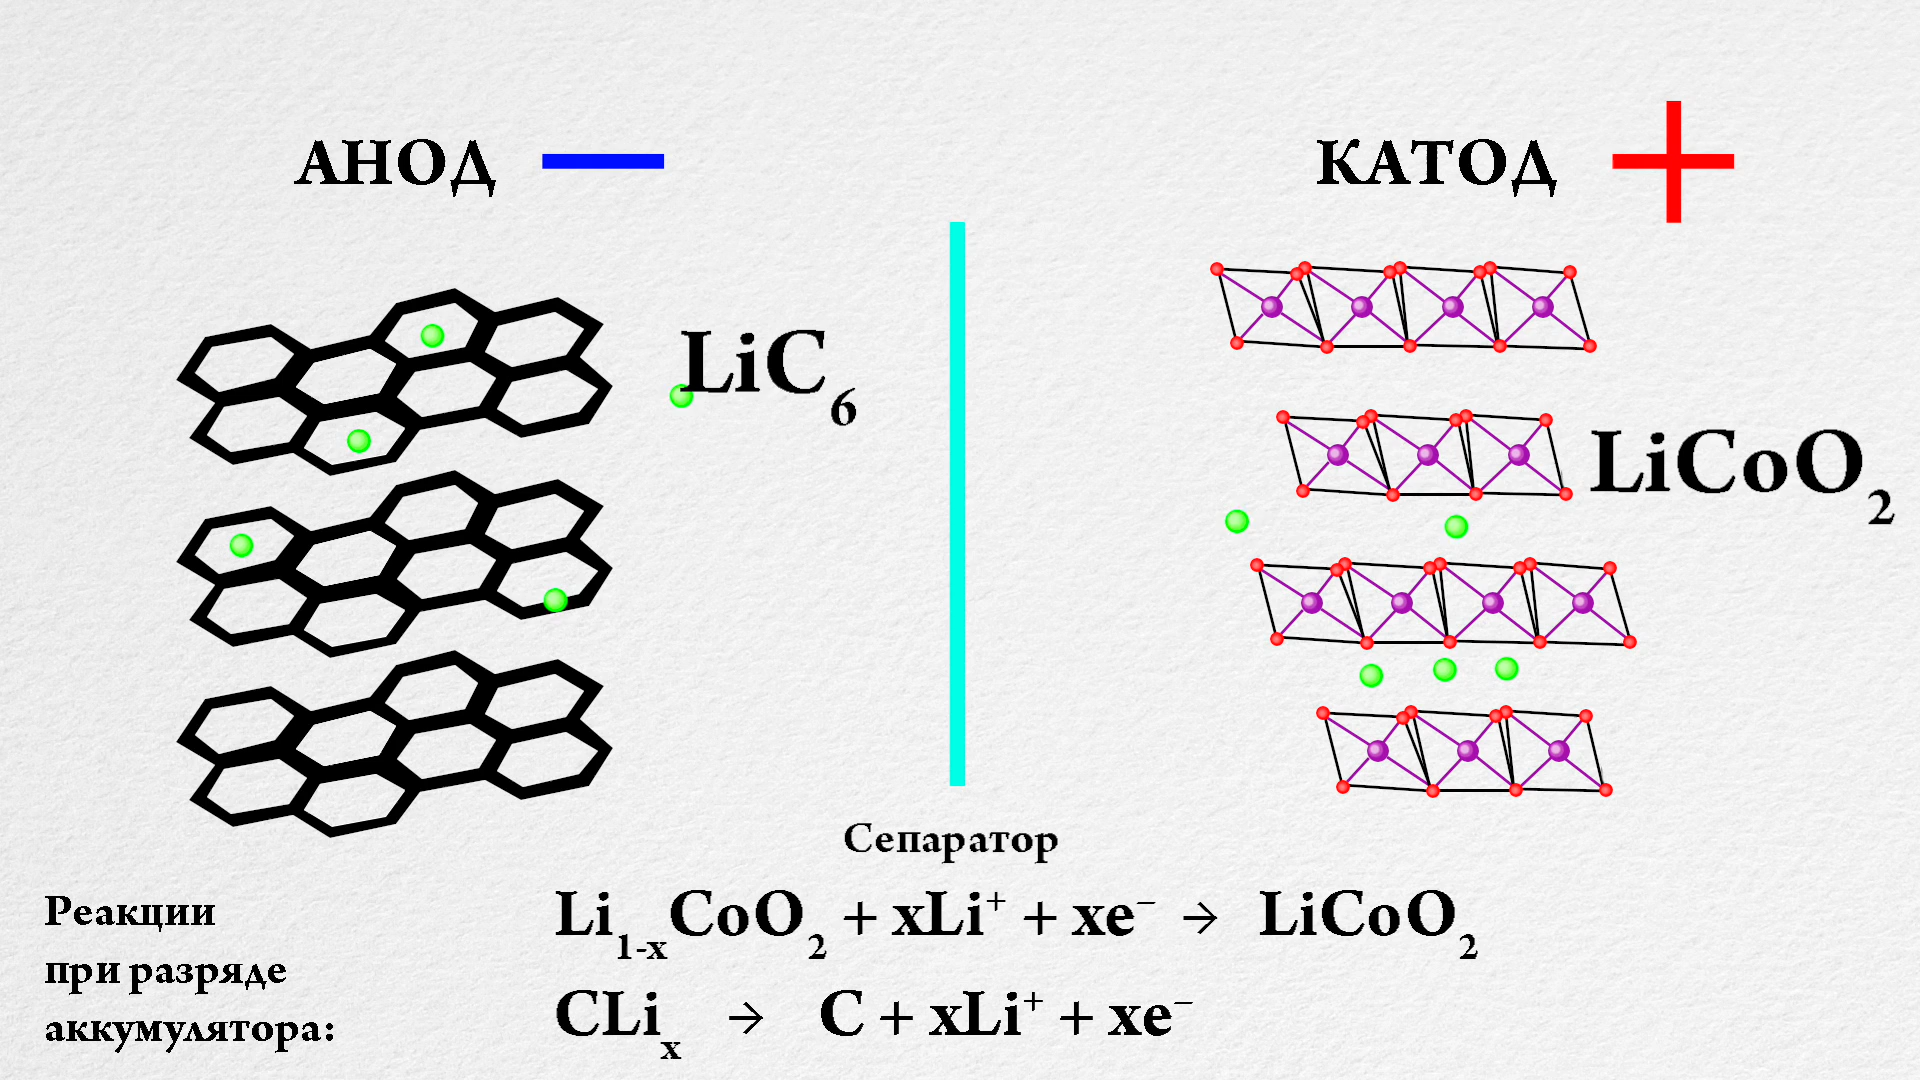 АНОД —
КАТОД +
LiC₆
LiCoO₂
Сепаратор
Реакции
при разряде
аккумулятора:
Li₁₋ₓCoO₂ + xLi⁺ + xe⁻ → LiCoO₂
CLiₓ → C + xLi⁺ + xe⁻